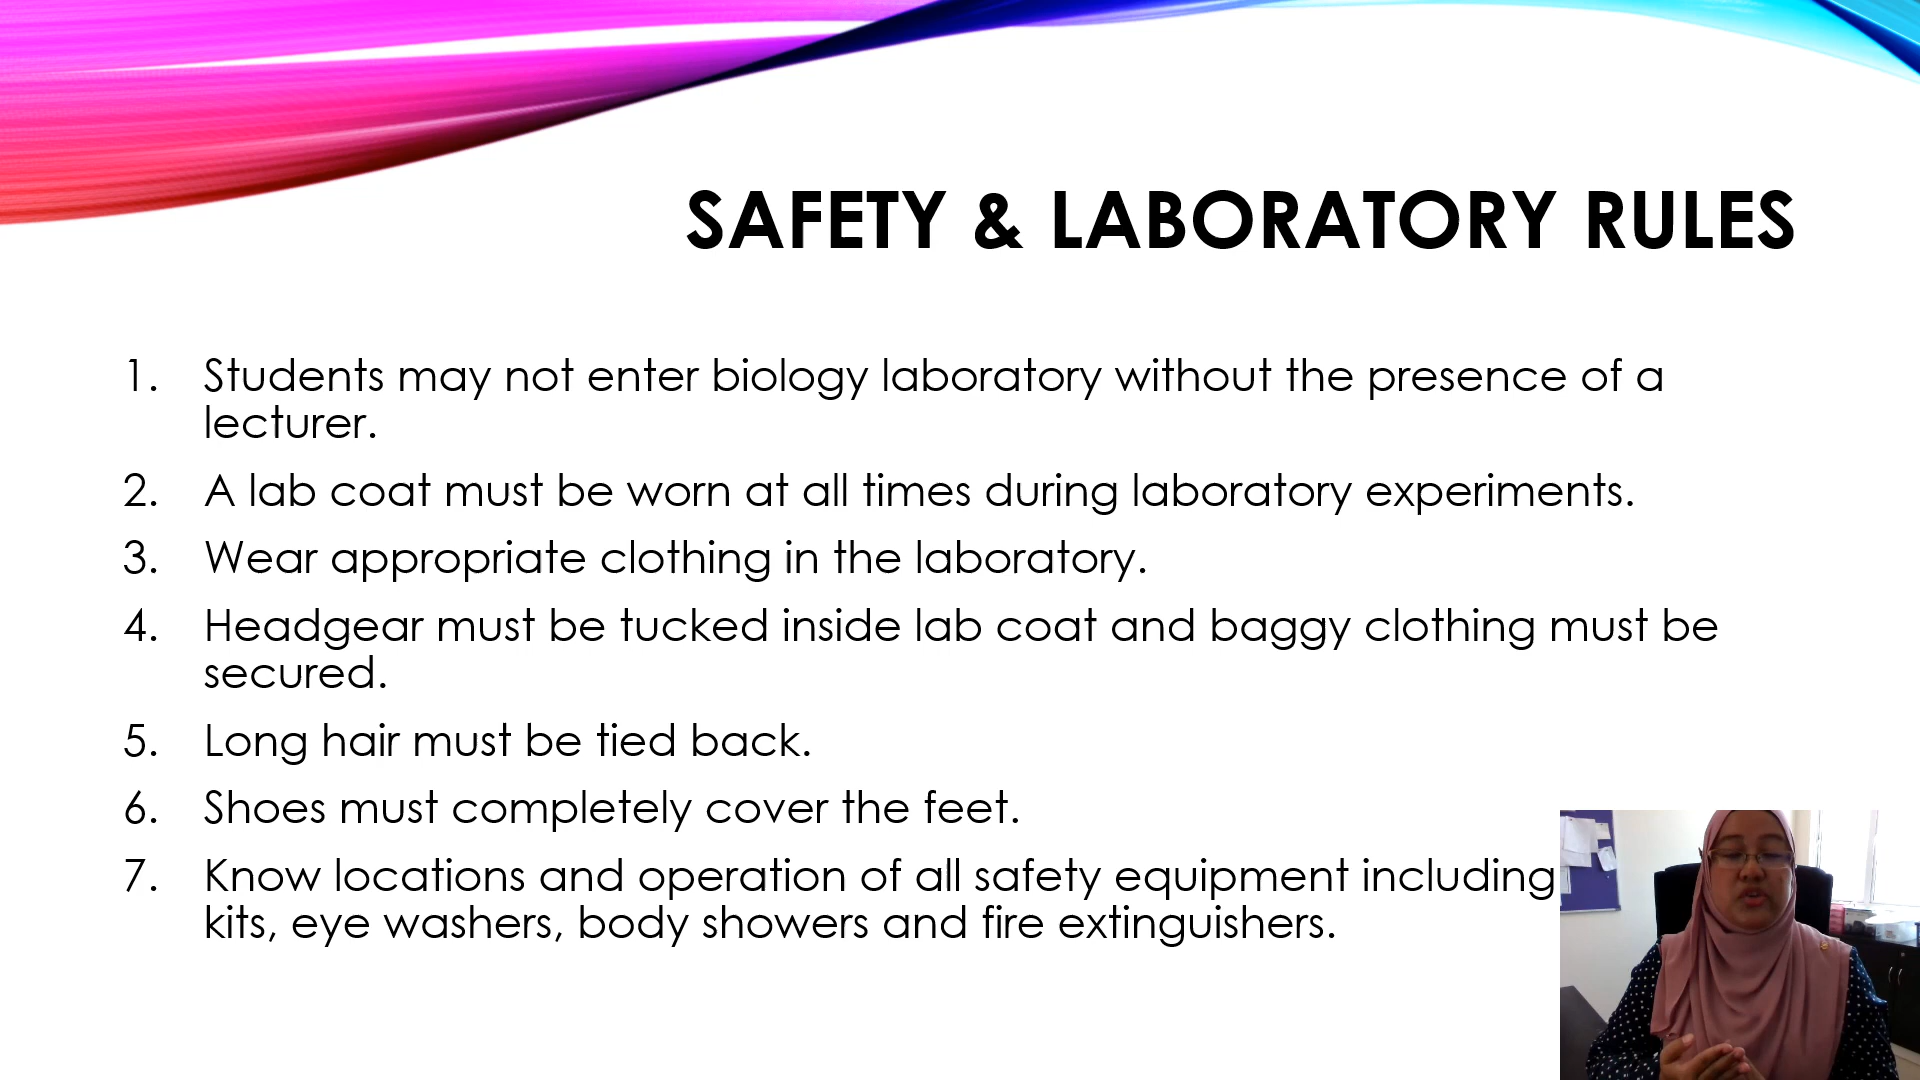 SAFETY & LABORATORY RULES
1. Students may not enter biology laboratory without the presence of a
lecturer.
2. A lab coat must be worn at all times during laboratory experiments.
3. Wear appropriate clothing in the laboratory.
4. Headgear must be tucked inside lab coat and baggy clothing must be
secured.
5. Long hair must be tied back.
6. Shoes must completely cover the feet.
7. Know locations and operation of all safety equipment including
kits, eye washers, body showers and fire extinguishers.